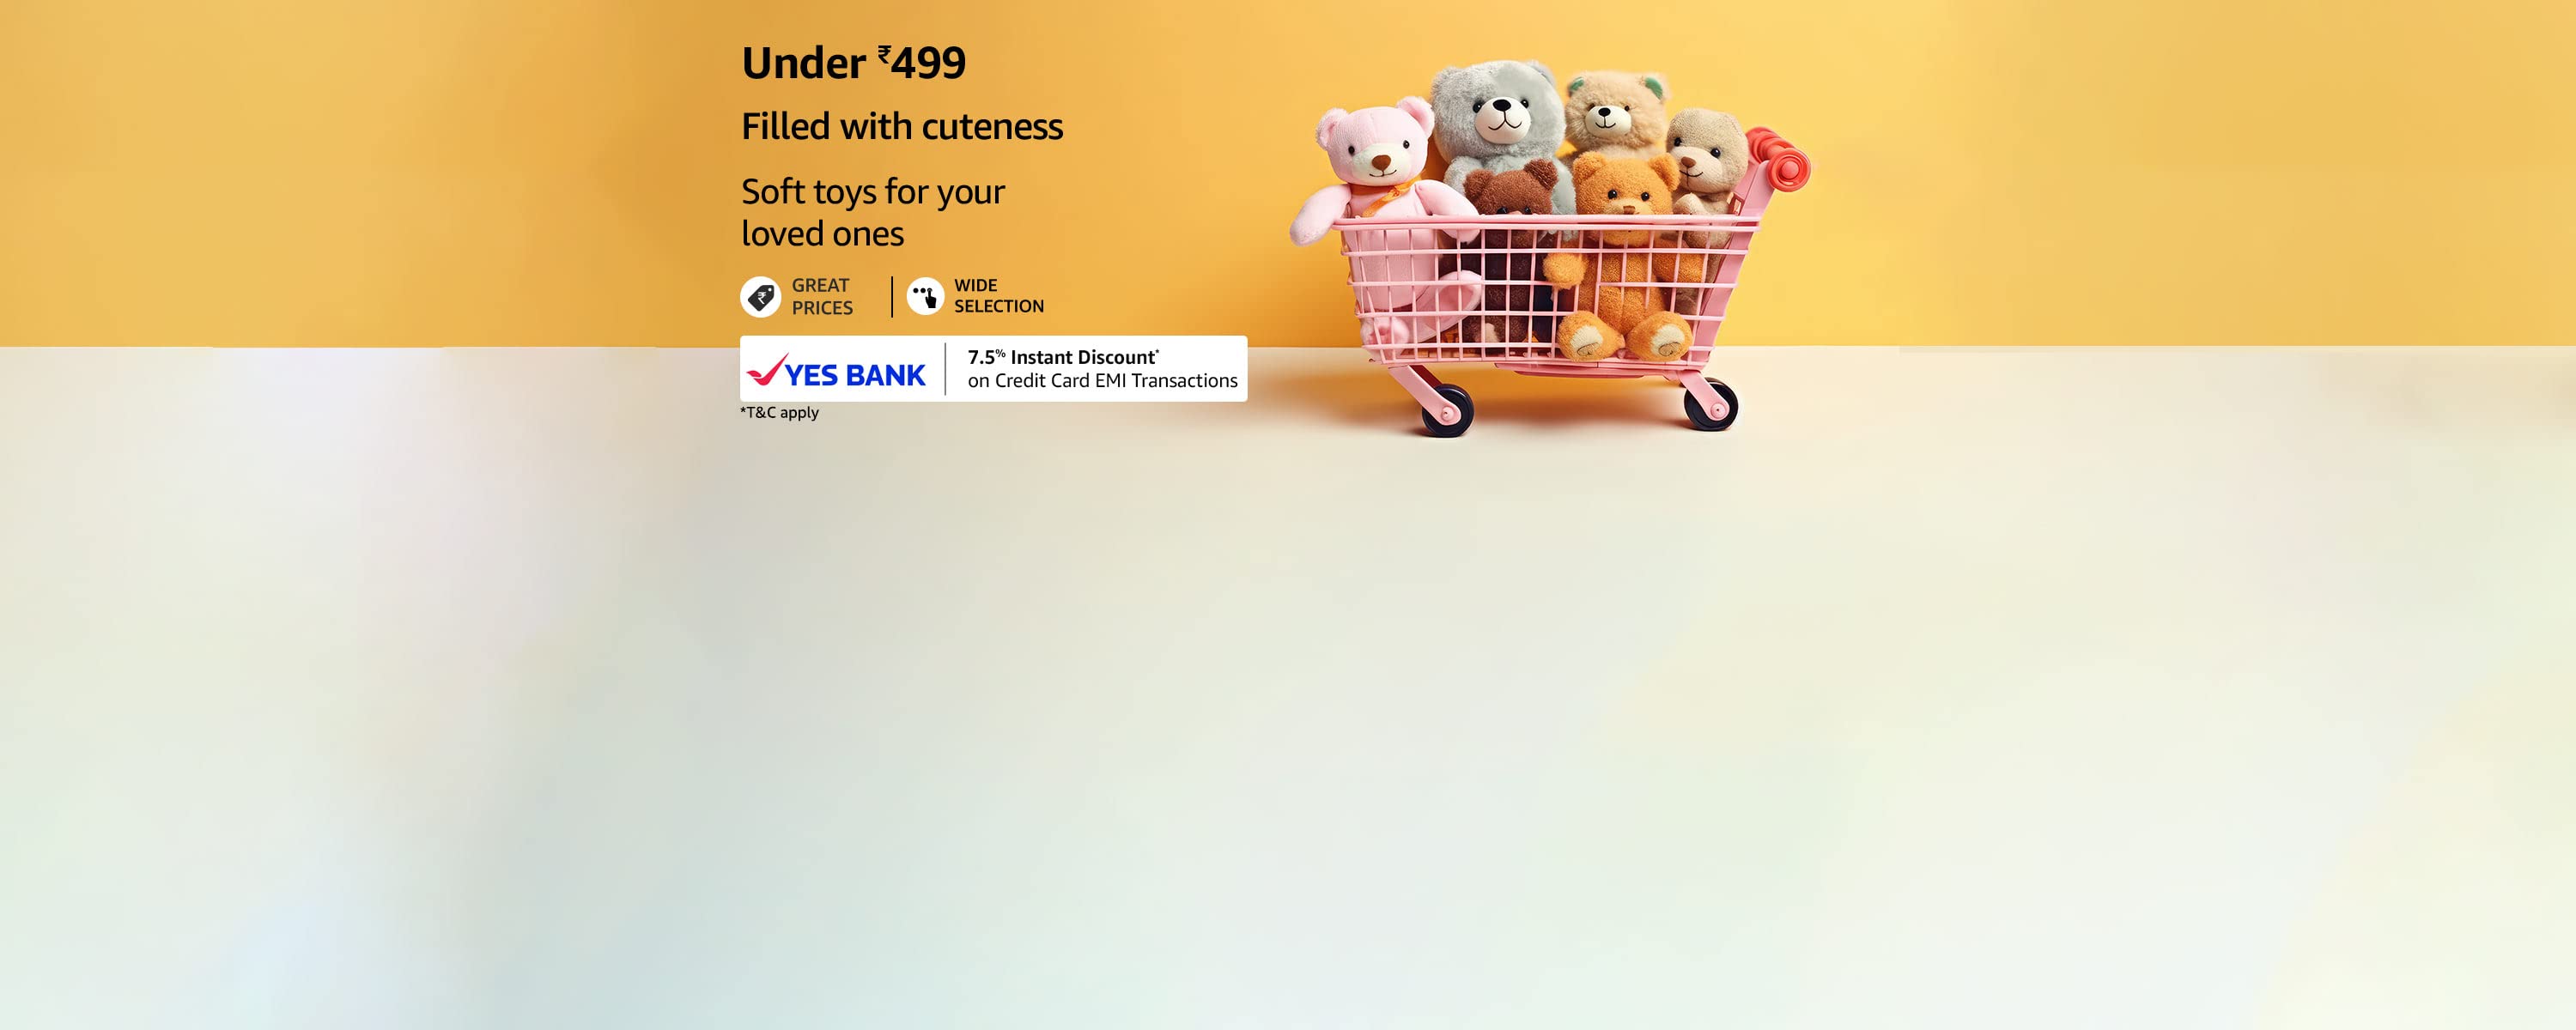 Under ₹499
Filled with cuteness
Soft toys for your
loved ones
GREAT
PRICES
WIDE
SELECTION
YES BANK
7.5% Instant Discount*
on Credit Card EMI Transactions
*T&C apply